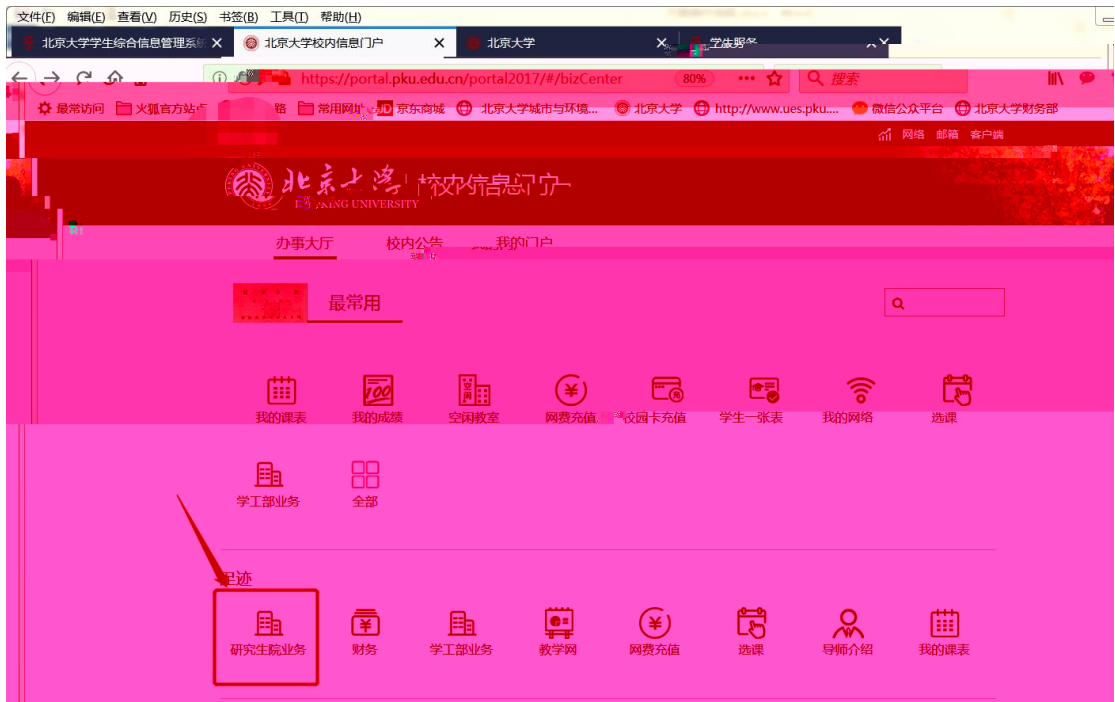 文件(F) 编辑(E) 查看(V) 历史(S) 书签(B) 工具(T) 帮助(H)
北京大学学生综合信息管理系统 北京大学校内信息门户 北京大学
https://portal.pku.edu.cn/portal2017/#/bizCenter 80% 搜索
最常访问 火狐官方站点 常用网址 JD 京东商城 北京大学城市与环境... 北京大学 http://www.ues.pku.... 微信公众平台 北京大学财务部
网络 邮箱 客户端
北京大学 校内信息门户
PEKING UNIVERSITY
办事大厅 校内公告 我的门户
最常用
我的课表 我的成绩 空闲教室 网费充值 校园卡充值 学生一张表 我的网络 选课
学工部业务 全部
足迹
研究生院业务 财务 学工部业务 教学网 网费充值 选课 导师介绍 我的课表